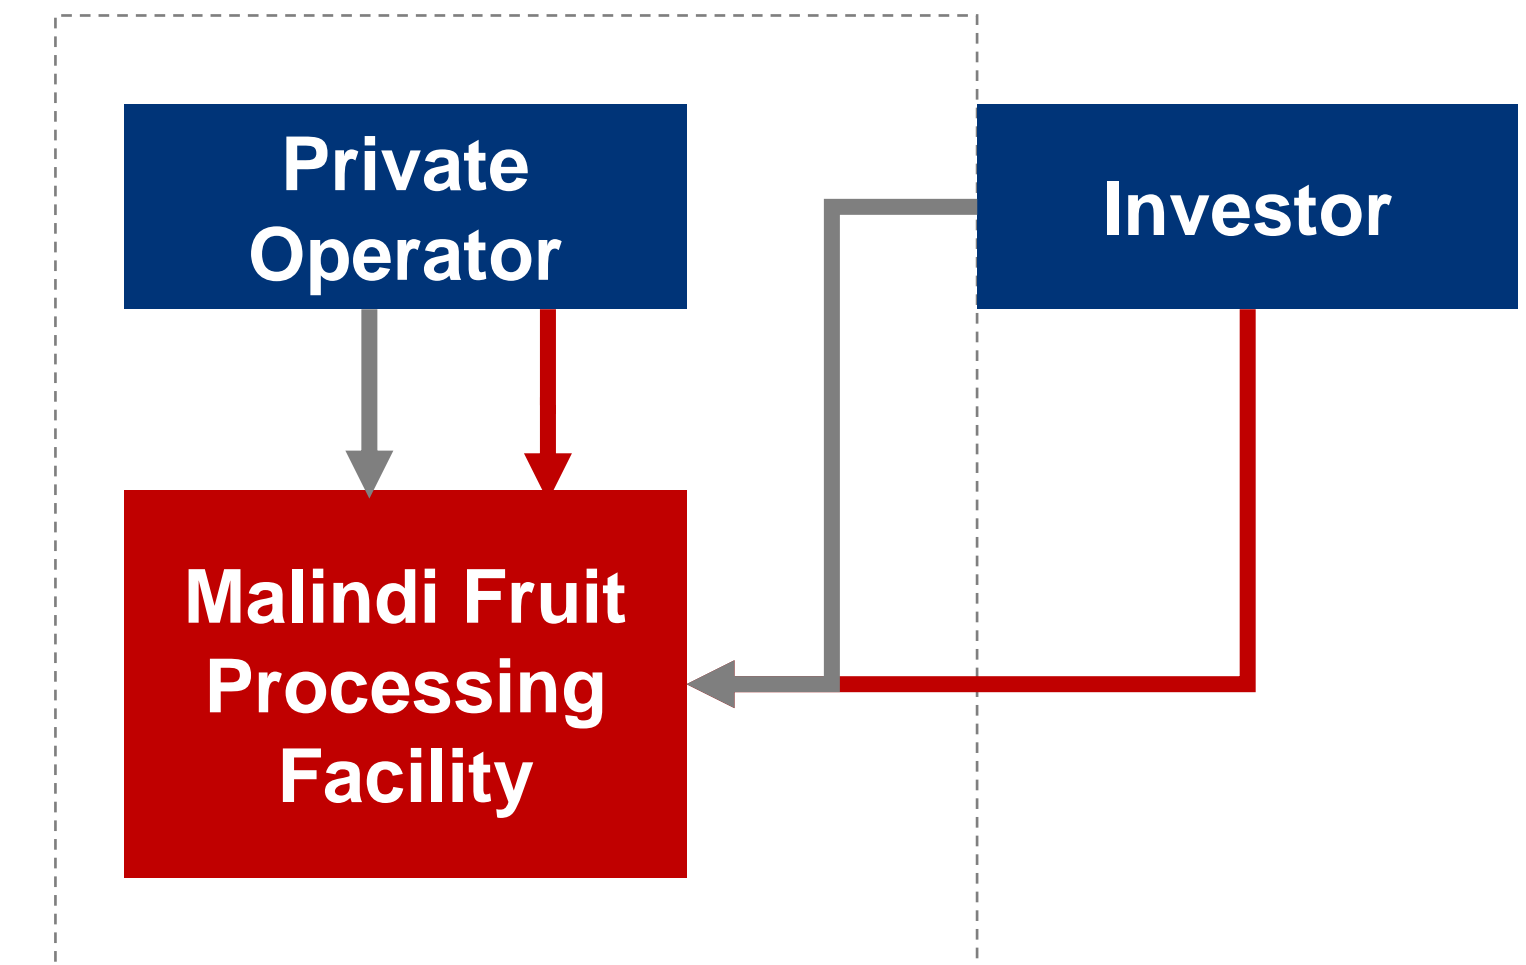 Private
Operator
Investor
Malindi Fruit
Processing
Facility